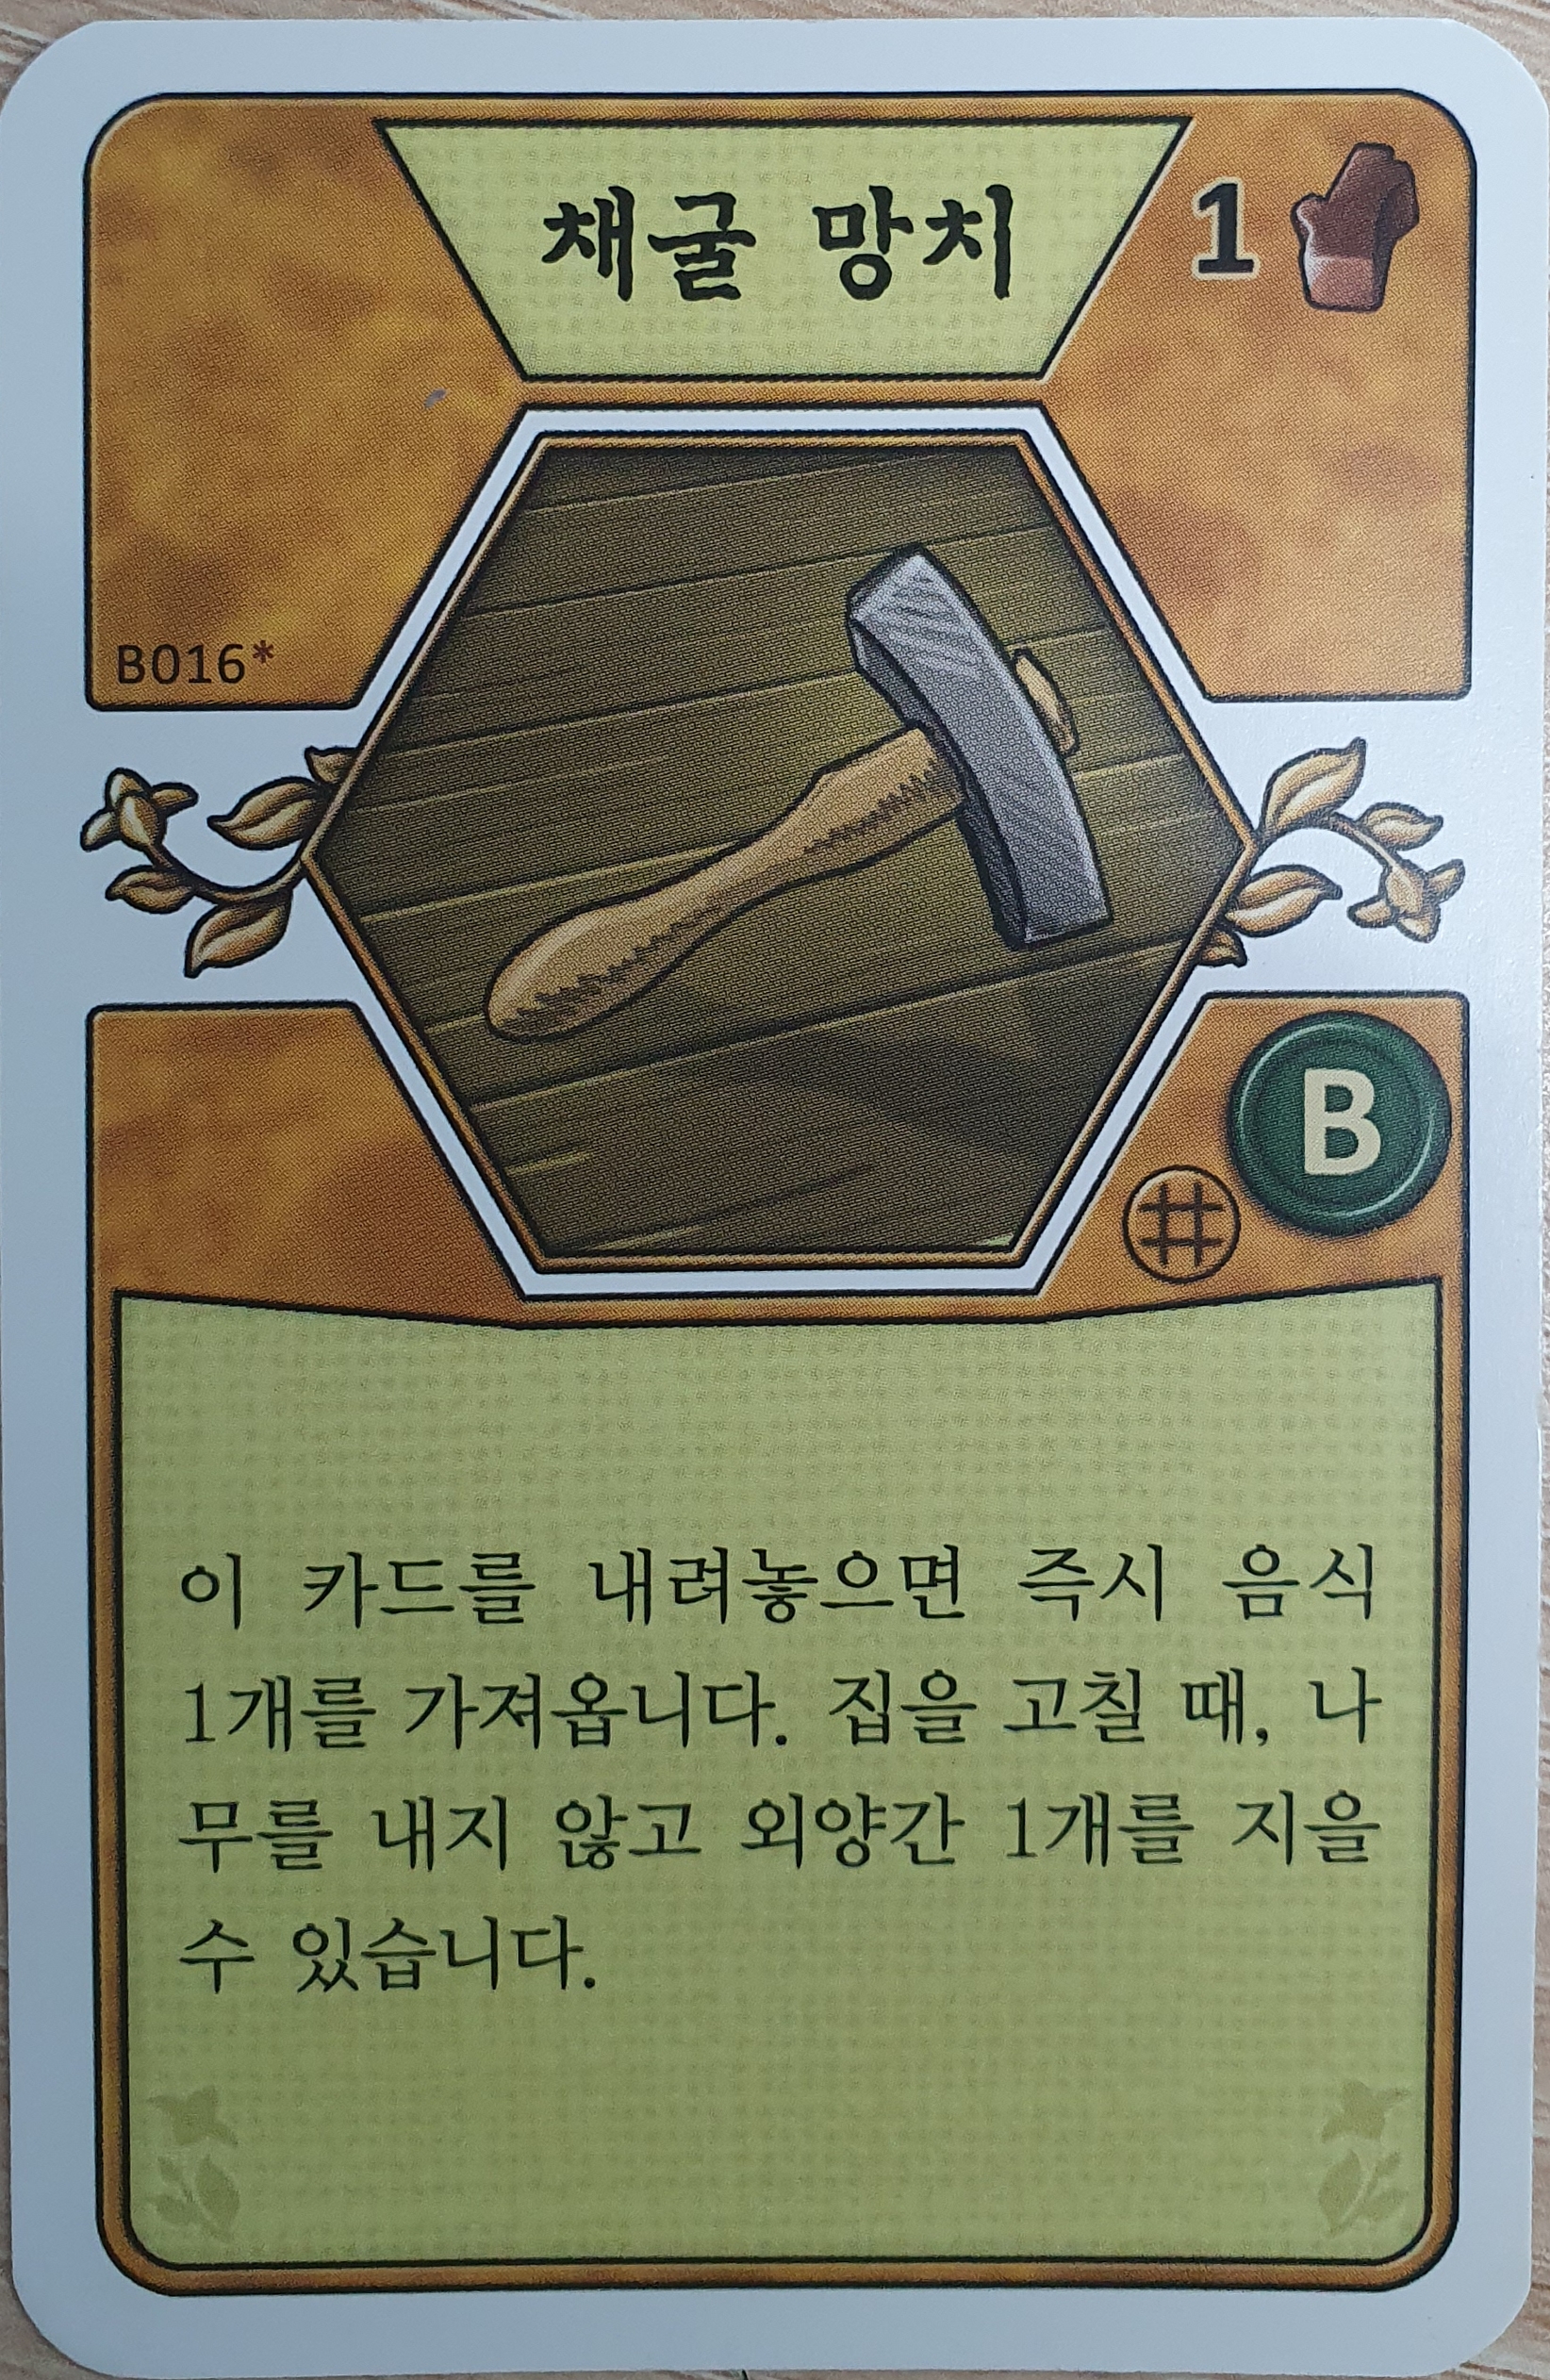 채굴 망치
1
B016*
B
이 카드를 내려놓으면 즉시 음식
1개를 가져옵니다. 집을 고칠 때, 나
무를 내지 않고 외양간 1개를 지을
수 있습니다.